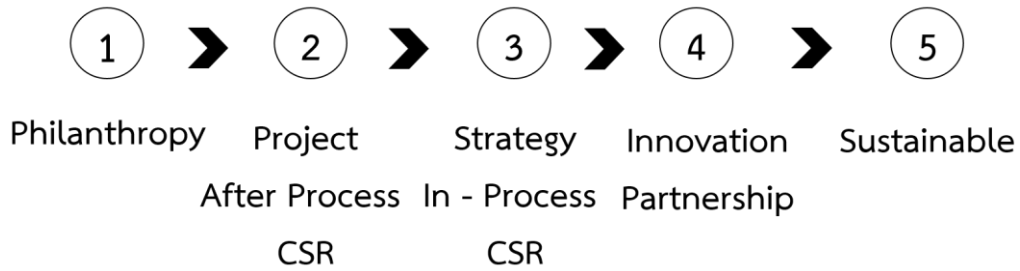 1 2 3 4 5
Philanthropy Project Strategy Innovation Sustainable
After Process In - Process Partnership
CSR CSR